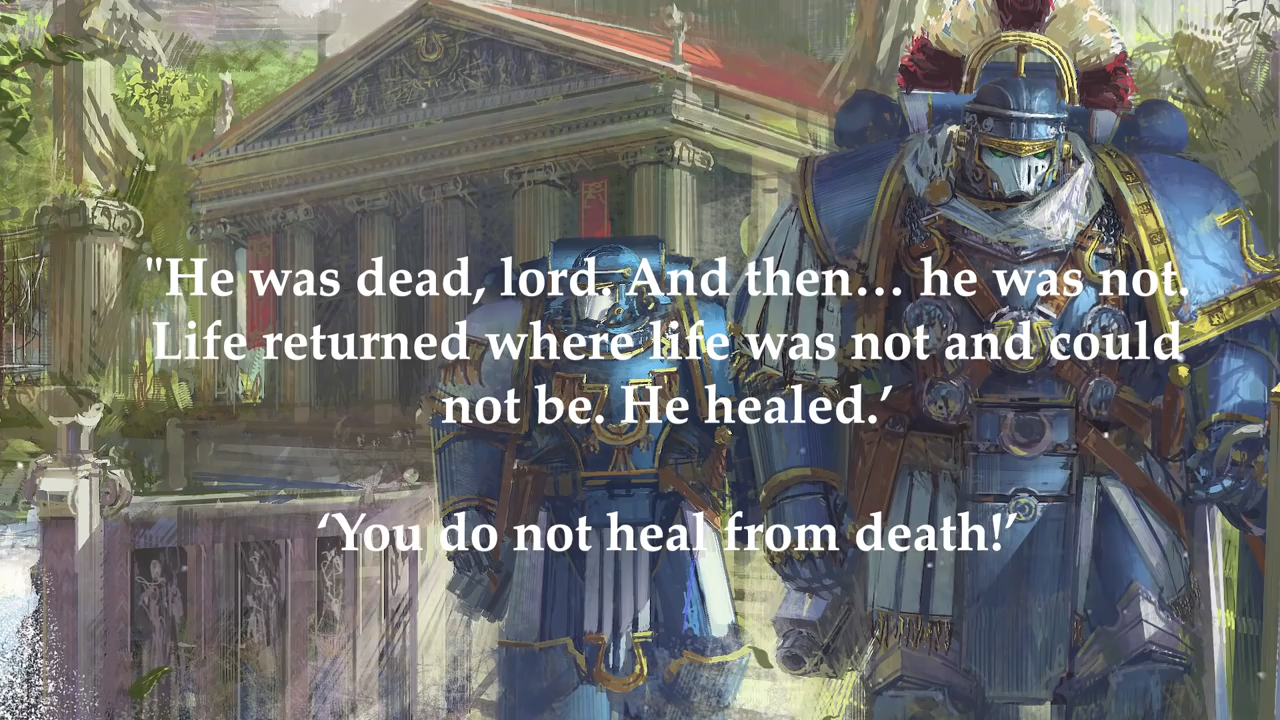 "He was dead, lord. And then… he was not.
Life returned where life was not and could
not be. He healed.’
‘You do not heal from death!’